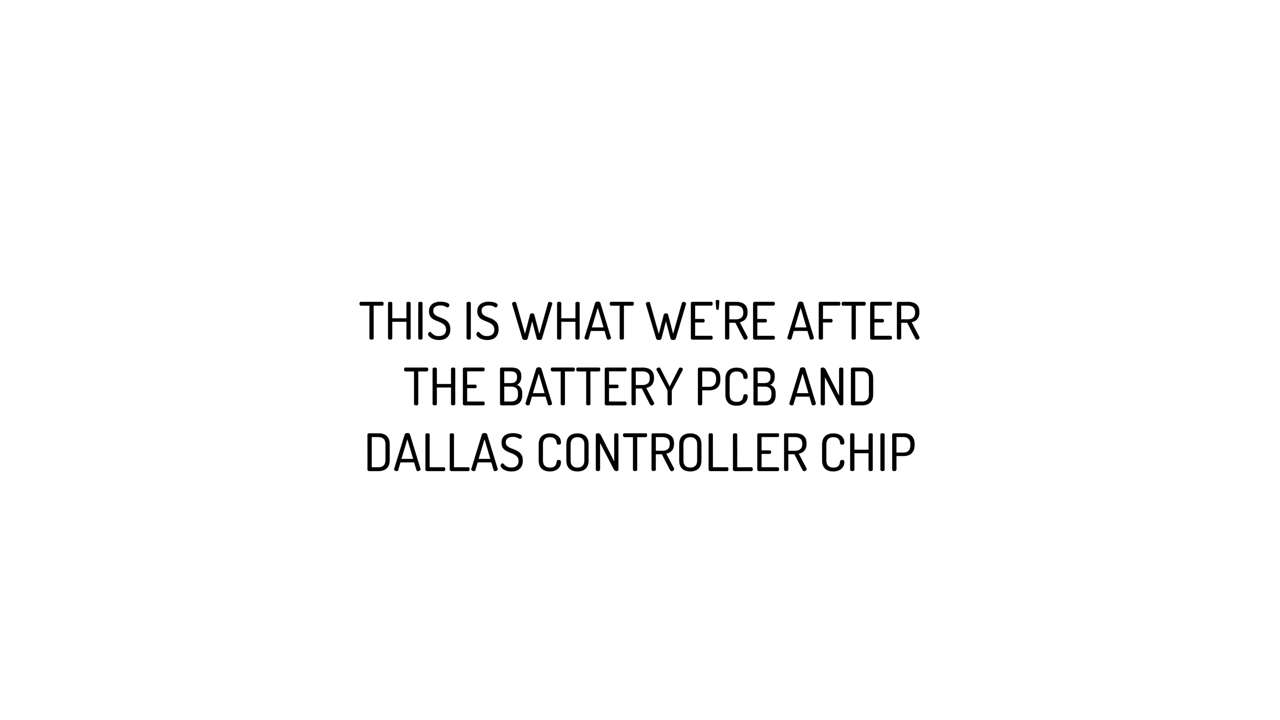 THIS IS WHAT WE'RE AFTER
THE BATTERY PCB AND
DALLAS CONTROLLER CHIP